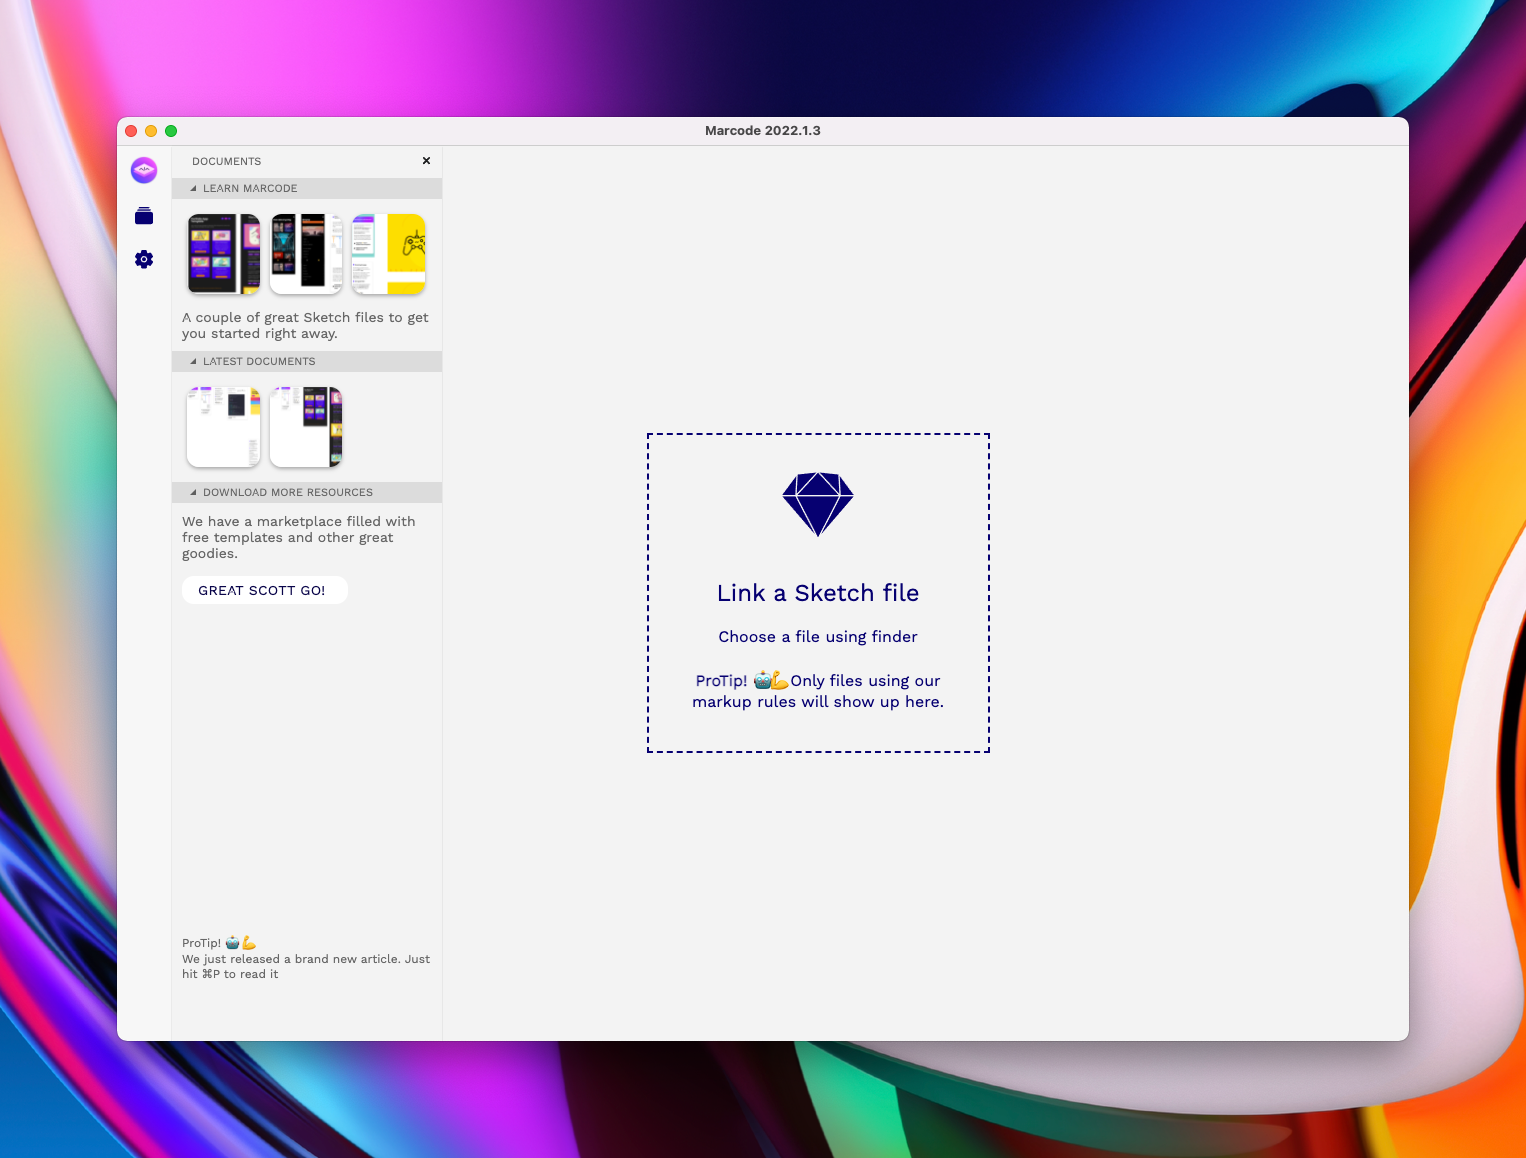 Marcode 2022.1.3
DOCUMENTS
LEARN MARCODE
A couple of great Sketch files to get
you started right away.
LATEST DOCUMENTS
DOWNLOAD MORE RESOURCES
We have a marketplace filled with
free templates and other great
goodies.
GREAT SCOTT GO!
ProTip! 🤖💪
We just released a brand new article. Just
hit ⌘P to read it
Link a Sketch file
Choose a file using finder
ProTip! 🤖💪Only files using our
markup rules will show up here.